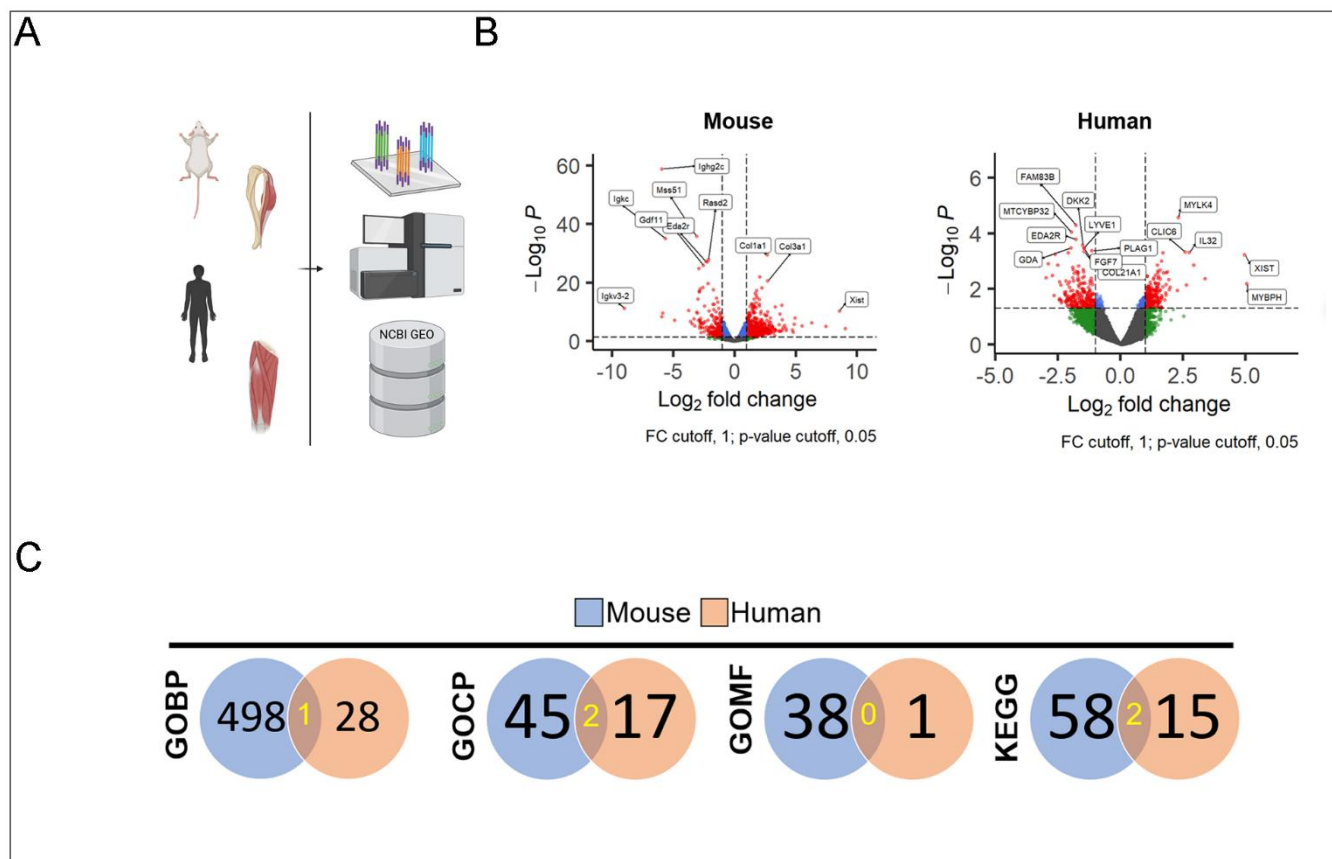 A
B
NCBI GEO
Mouse
−Log10 P
60
40
20
0
Ighg2c
Mss51
Igkc
Rasd2
Gdf11
Eda2r
Col1a1
Col3a1
Igkv3-2
Xist
-10
-5
0
5
10
Log2 fold change
FC cutoff, 1; p-value cutoff, 0.05
Human
−Log10 P
6
4
2
0
FAM83B
DKK2
MYLK4
MTCYBP32
LYVE1
CLIC6
EDA2R
IL32
GDA
PLAG1
FGF7
COL21A1
XIST
MYBPH
-5.0
-2.5
0.0
2.5
5.0
Log2 fold change
FC cutoff, 1; p-value cutoff, 0.05
C
Mouse
Human
GOBP
498 1 28
GOCP
45 2 17
GOMF
38 0 1
KEGG
58 2 15